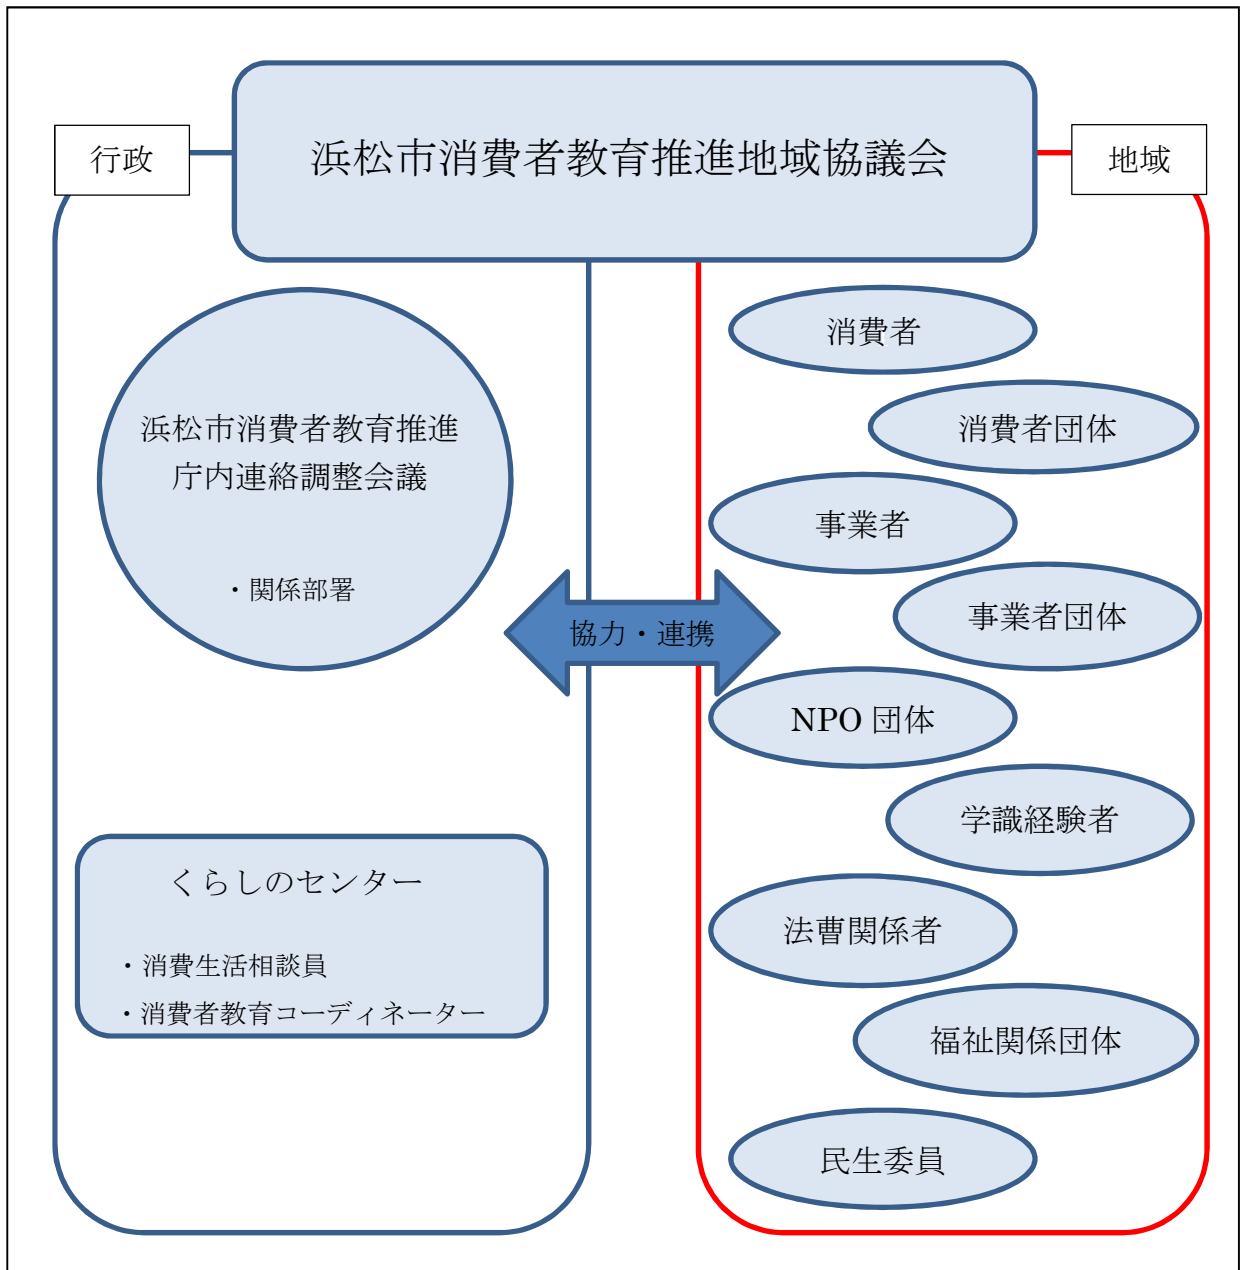 浜松市消費者教育推進地域協議会
行政
地域
浜松市消費者教育推進
庁内連絡調整会議
・関係部署
協力・連携
くらしのセンター
・消費生活相談員
・消費者教育コーディネーター
消費者
消費者団体
事業者
事業者団体
NPO 団体
学識経験者
法曹関係者
福祉関係団体
民生委員